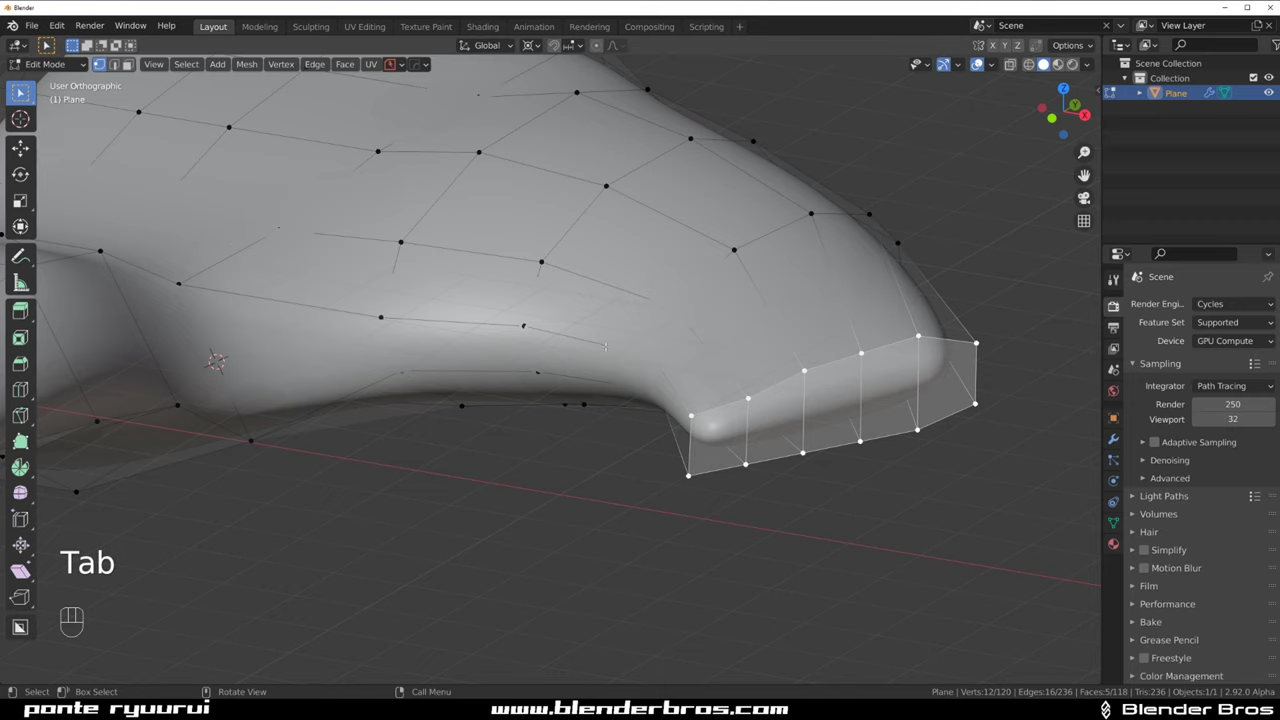 Blender
File Edit Render Window Help Layout Modeling Sculpting UV Editing Texture Paint Shading Animation Rendering Compositing Scripting + Scene View Layer
Global X Y Z Options
Edit Mode View Select Add Mesh Vertex Edge Face UV
User Orthographic
(1) Plane
Z
Y
X
Scene Collection
Collection
Plane
Scene
Render Engi... Cycles
Feature Set Supported
Device GPU Compute
Sampling
Integrator Path Tracing
Render 250
Viewport 32
Adaptive Sampling
Denoising
Advanced
Light Paths
Volumes
Hair
Simplify
Motion Blur
Film
Performance
Bake
Grease Pencil
Freestyle
Color Management
Tab
Select Box Select Rotate View Call Menu Plane | Verts:12/120 | Edges:16/236 | Faces:5/118 | Tris:236 | Objects:1/1 | 2.92.0 Alpha
ponte ryuurui www.blenderbros.com Blender Bros